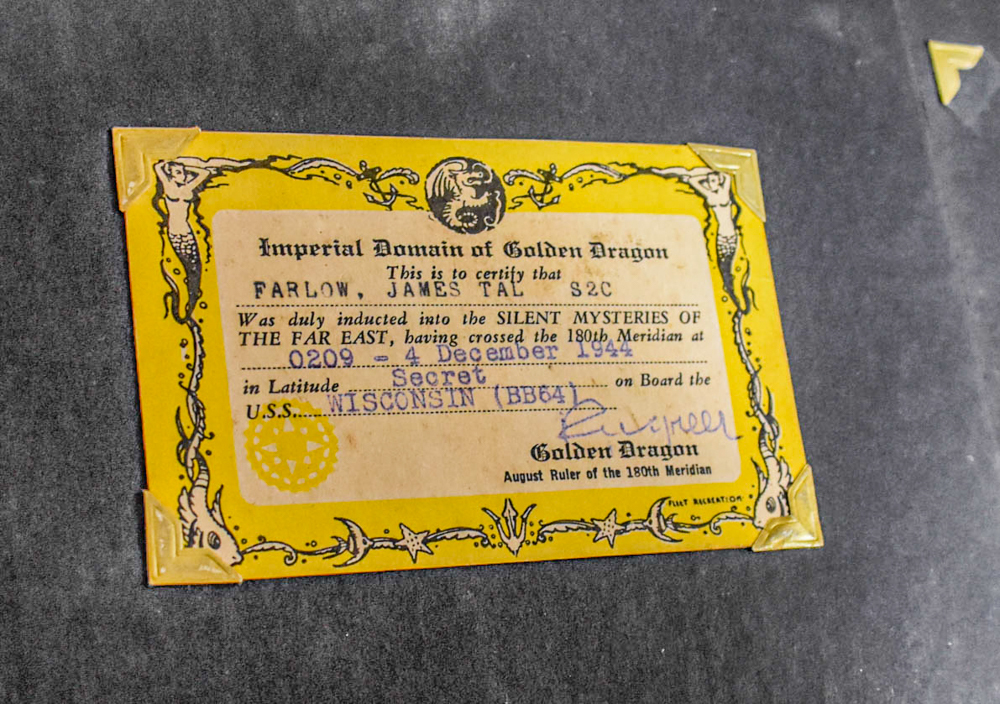 Imperial Domain of Golden Dragon
This is to certify that
FARLOW, JAMES TAL S2C
Was duly inducted into the SILENT MYSTERIES OF
THE FAR EAST, having crossed the 180th Meridian at
0209 - 4 December 1944
in Latitude Secret on Board the
U.S.S. WISCONSIN (BB64)
Golden Dragon
August Ruler of the 180th Meridian
FLEET RECREATION